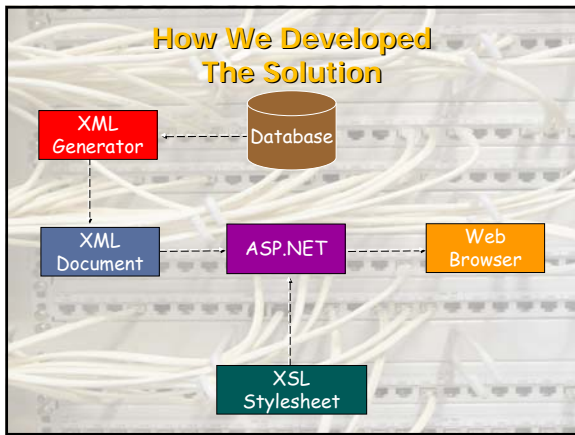 How We Developed
The Solution
XML
Generator
Database
XML
Document
ASP.NET
Web
Browser
XSL
Stylesheet